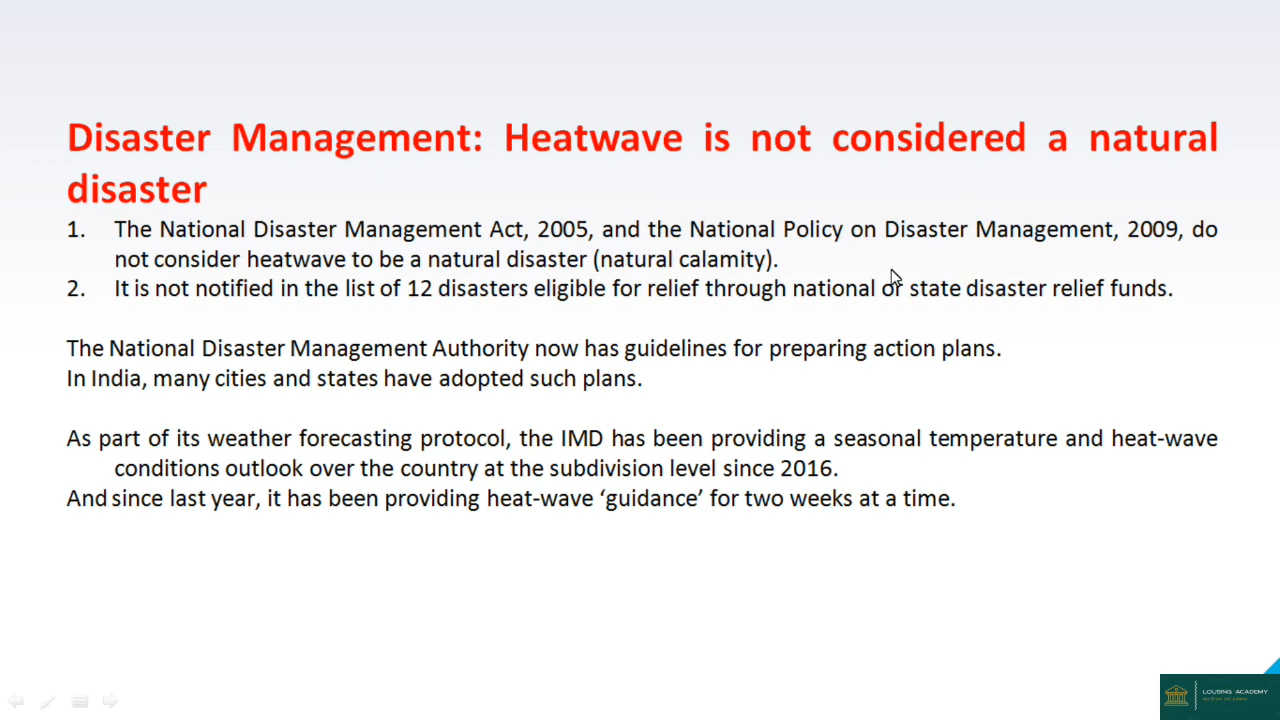 Disaster Management: Heatwave is not considered a natural
disaster
1. The National Disaster Management Act, 2005, and the National Policy on Disaster Management, 2009, do
not consider heatwave to be a natural disaster (natural calamity).
2. It is not notified in the list of 12 disasters eligible for relief through national or state disaster relief funds.
The National Disaster Management Authority now has guidelines for preparing action plans.
In India, many cities and states have adopted such plans.
As part of its weather forecasting protocol, the IMD has been providing a seasonal temperature and heat-wave
conditions outlook over the country at the subdivision level since 2016.
And since last year, it has been providing heat-wave ‘guidance’ for two weeks at a time.
LOUSING ACADEMY